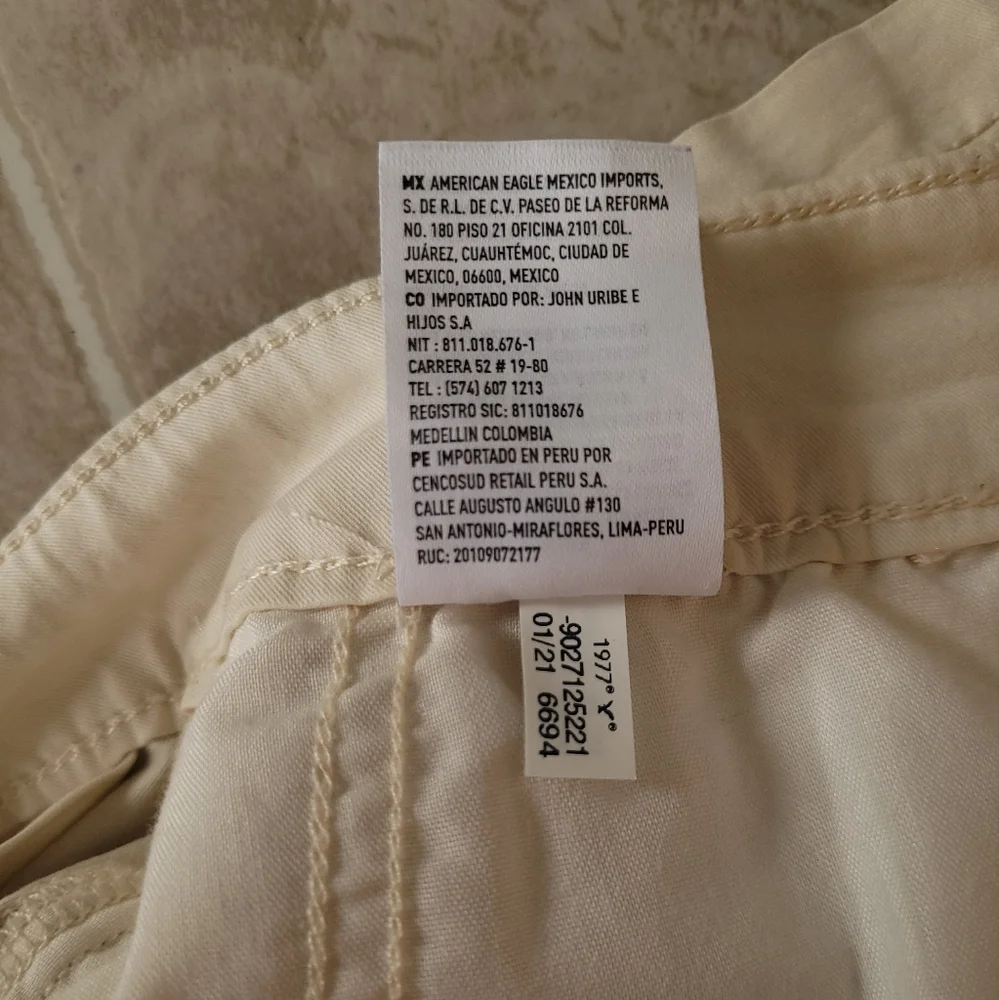 MX AMERICAN EAGLE MEXICO IMPORTS,
S. DE R.L. DE C.V. PASEO DE LA REFORMA
NO. 180 PISO 21 OFICINA 2101 COL.
JUÁREZ, CUAUHTÉMOC, CIUDAD DE
MEXICO, 06600, MEXICO
CO IMPORTADO POR: JOHN URIBE E
HIJOS S.A
NIT : 811.018.676-1
CARRERA 52 # 19-80
TEL : (574) 607 1213
REGISTRO SIC: 811018676
MEDELLIN COLOMBIA
PE IMPORTADO EN PERU POR
CENCOSUD RETAIL PERU S.A.
CALLE AUGUSTO ANGULO #130
SAN ANTONIO-MIRAFLORES, LIMA-PERU
RUC: 20109072177
1977®
-9027125221
01/21 6694